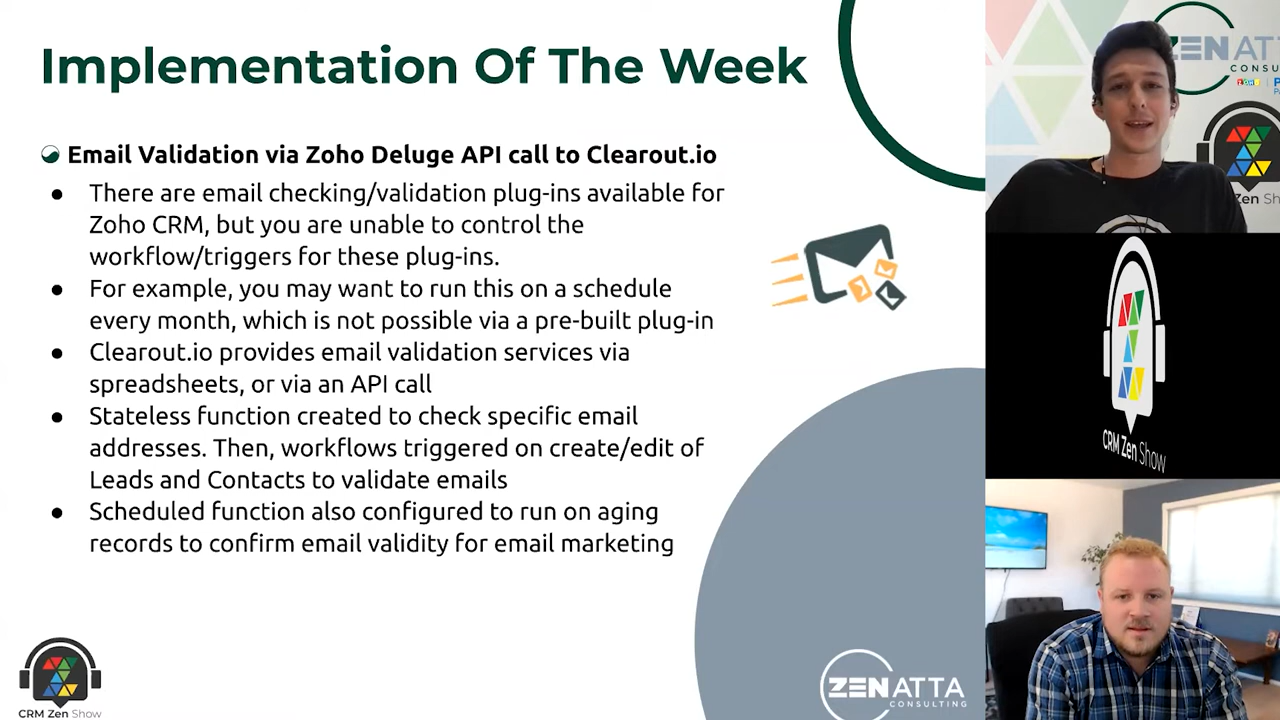 Implementation Of The Week
Email Validation via Zoho Deluge API call to Clearout.io
● There are email checking/validation plug-ins available for
Zoho CRM, but you are unable to control the
workflow/triggers for these plug-ins.
● For example, you may want to run this on a schedule
every month, which is not possible via a pre-built plug-in
● Clearout.io provides email validation services via
spreadsheets, or via an API call
● Stateless function created to check specific email
addresses. Then, workflows triggered on create/edit of
Leads and Contacts to validate emails
● Scheduled function also configured to run on aging
records to confirm email validity for email marketing
CRM Zen Show
ZENATTA
CONSULTING
ZENATT
CONSU
Zen Sh
CRM Zen Show